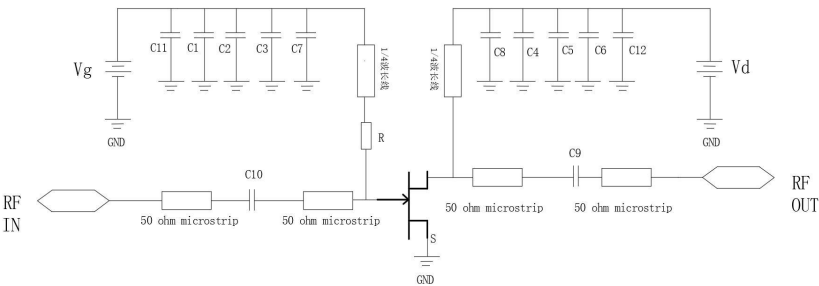 C11 C1 C2 C3 C7
C8 C4 C5 C6 C12
Vg
1/4波长线
1/4波长线
Vd
GND
GND
R
C10
C9
RF
IN
50 ohm microstrip
50 ohm microstrip
50 ohm microstrip
50 ohm microstrip
RF
OUT
S
GND